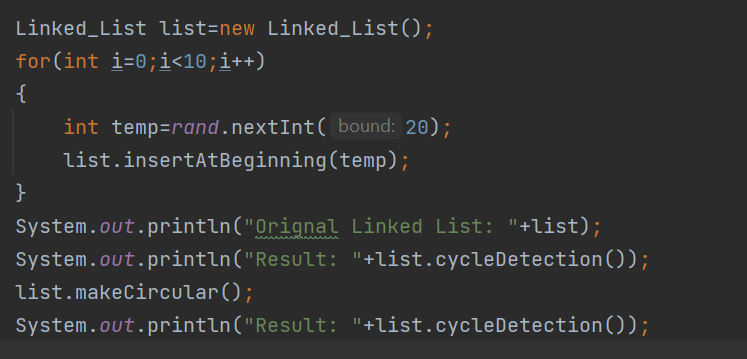 Linked_List list=new Linked_List();
for(int i=0;i<10;i++)
{
int temp=rand.nextInt( bound: 20);
list.insertAtBeginning(temp);
}
System.out.println("Orignal Linked List: "+list);
System.out.println("Result: "+list.cycleDetection());
list.makeCircular();
System.out.println("Result: "+list.cycleDetection());